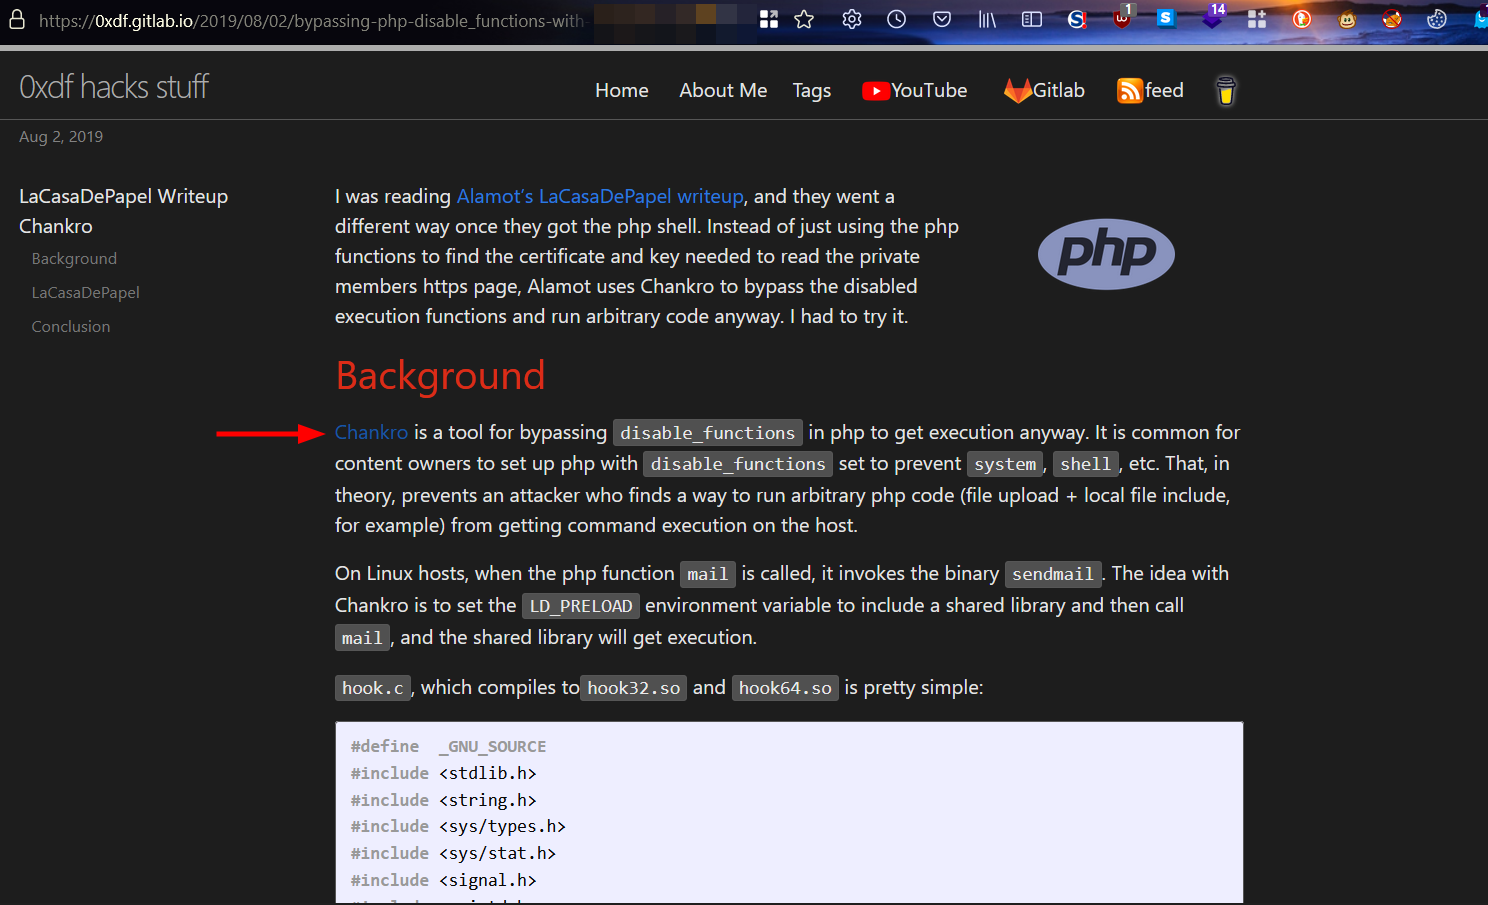 https://0xdf.gitlab.io/2019/08/02/bypassing-php-disable_functions-with-
1
14
0xdf hacks stuff
Home About Me Tags YouTube Gitlab feed
Aug 2, 2019
LaCasaDePapel Writeup
Chankro
Background
LaCasaDePapel
Conclusion
I was reading Alamot's LaCasaDePapel writeup, and they went a
different way once they got the php shell. Instead of just using the php
functions to find the certificate and key needed to read the private
members https page, Alamot uses Chankro to bypass the disabled
execution functions and run arbitrary code anyway. I had to try it.
php
Background
Chankro is a tool for bypassing disable_functions in php to get execution anyway. It is common for
content owners to set up php with disable_functions set to prevent system, shell, etc. That, in
theory, prevents an attacker who finds a way to run arbitrary php code (file upload + local file include,
for example) from getting command execution on the host.
On Linux hosts, when the php function mail is called, it invokes the binary sendmail. The idea with
Chankro is to set the LD_PRELOAD environment variable to include a shared library and then call
mail, and the shared library will get execution.
hook.c, which compiles to hook32.so and hook64.so is pretty simple:
#define _GNU_SOURCE
#include <stdlib.h>
#include <string.h>
#include <sys/types.h>
#include <sys/stat.h>
#include <signal.h>